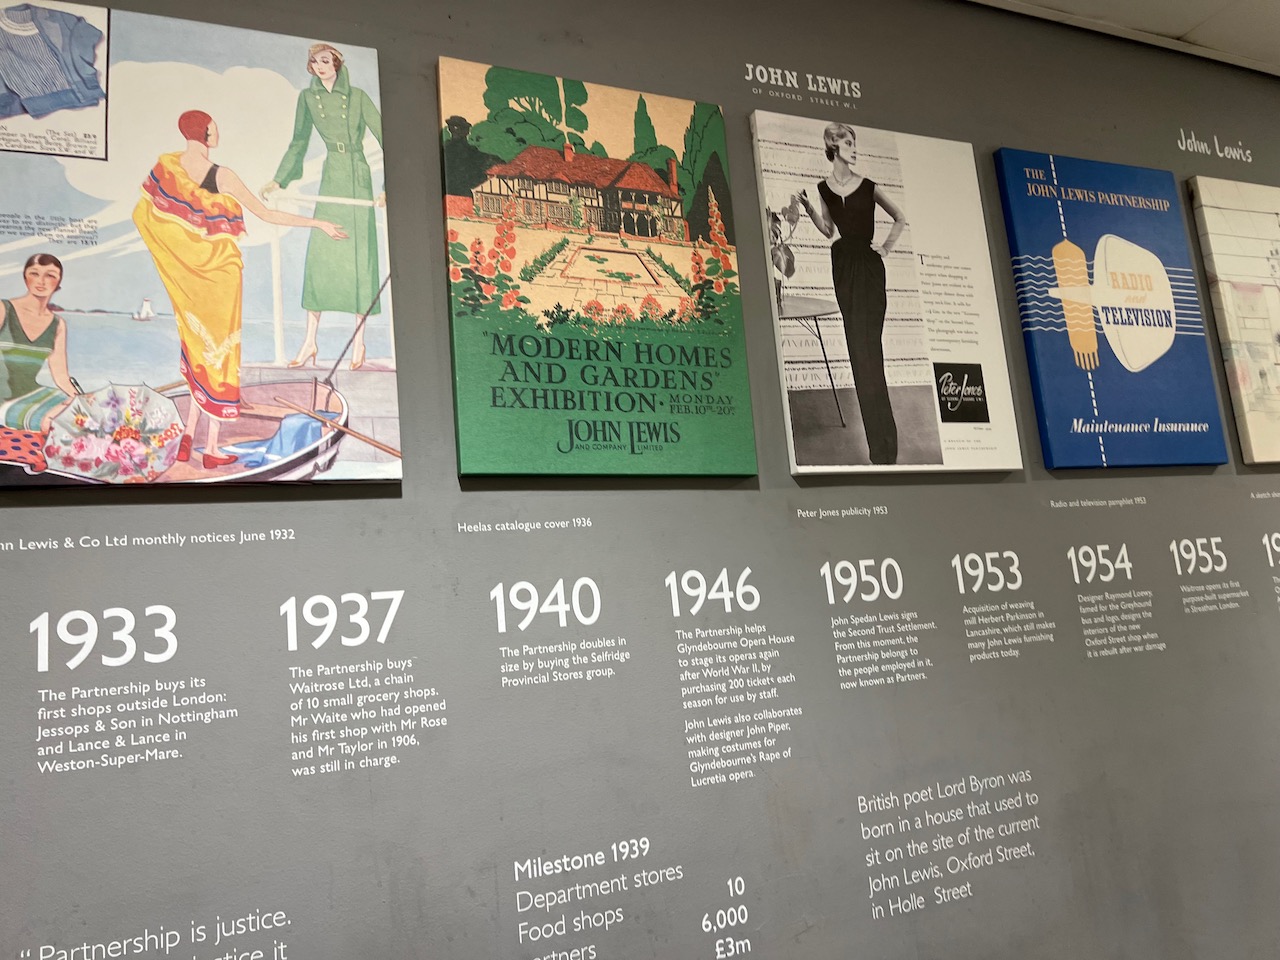 JOHN LEWIS
OF OXFORD STREET W.1.
John Lewis
THE
JOHN LEWIS PARTNERSHIP
RADIO
and
TELEVISION
Maintenance Insurance
"MODERN HOMES
AND GARDENS"
EXHIBITION·MONDAY
FEB. 10TH-20TH
JOHN LEWIS
AND COMPANY LIMITED
Peter Jones
Lewis & Co Ltd monthly notices June 1932
Heelas catalogue cover 1936
Peter Jones publicity 1953
Radio and television pamphlet 1953
A sketch
1933
The Partnership buys its
first shops outside London:
Jessops & Son in Nottingham
and Lance & Lance in
Weston-Super-Mare.
1937
The Partnership buys
Waitrose Ltd, a chain
of 10 small grocery shops.
Mr Waite who had opened
his first shop with Mr Rose
and Mr Taylor in 1906,
was still in charge.
1940
The Partnership doubles in
size by buying the Selfridge
Provincial Stores group.
1946
The Partnership helps
Glyndebourne Opera House
to stage its operas again
after World War II, by
purchasing 200 tickets each
season for use by staff.
John Lewis also collaborates
with designer John Piper,
making costumes for
Glyndebourne's Rape of
Lucretia opera.
1950
John Spedan Lewis signs
the Second Trust Settlement.
From this moment, the
Partnership belongs to
the people employed in it,
now known as Partners.
1953
Acquisition of weaving
mill Herbert Parkinson in
Lancashire, which still makes
many John Lewis furnishing
products today.
1954
Designer Raymond Loewy,
famed for the Greyhound
bus and logo, designs the
interiors of the new
Oxford Street shop when
it is rebuilt after war damage
1955
Waitrose opens its first
purpose-built supermarket
in Streatham, London.
British poet Lord Byron was
born in a house that used to
sit on the site of the current
John Lewis, Oxford Street,
in Holle Street
Milestone 1939
Department stores 10
Food shops 6,000
£3m
"Partnership is justice.
it